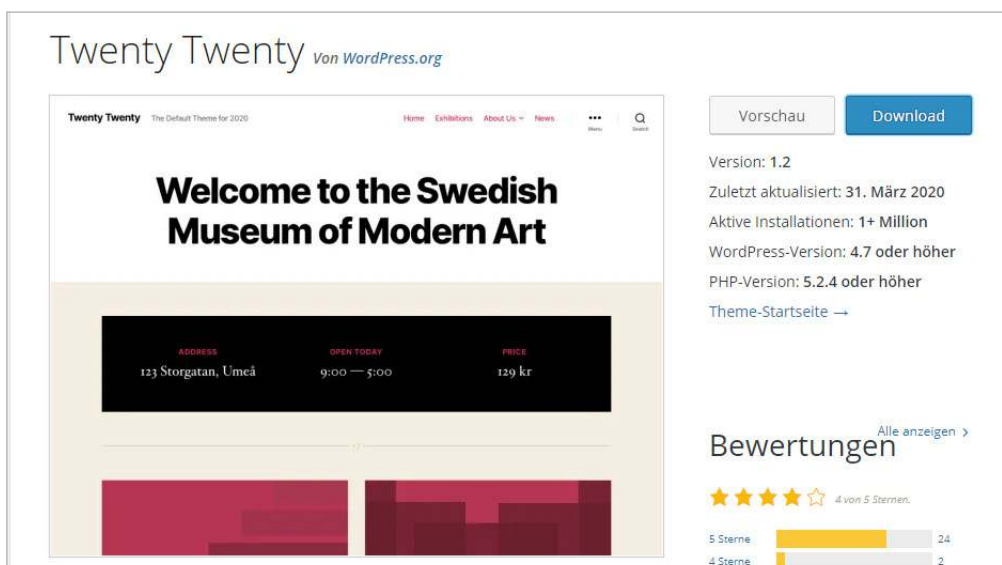 Twenty Twenty Von WordPress.org
Twenty Twenty The Default Theme for 2020 Home Exhibitions About Us News Menu Search
Welcome to the Swedish
Museum of Modern Art
ADDRESS OPEN TODAY PRICE
123 Storgatan, Umeå 9:00 — 5:00 129 kr
Vorschau Download
Version: 1.2
Zuletzt aktualisiert: 31. März 2020
Aktive Installationen: 1+ Million
WordPress-Version: 4.7 oder höher
PHP-Version: 5.2.4 oder höher
Theme-Startseite →
Alle anzeigen >
Bewertungen
4 von 5 Sternen.
5 Sterne 24
4 Sterne 2